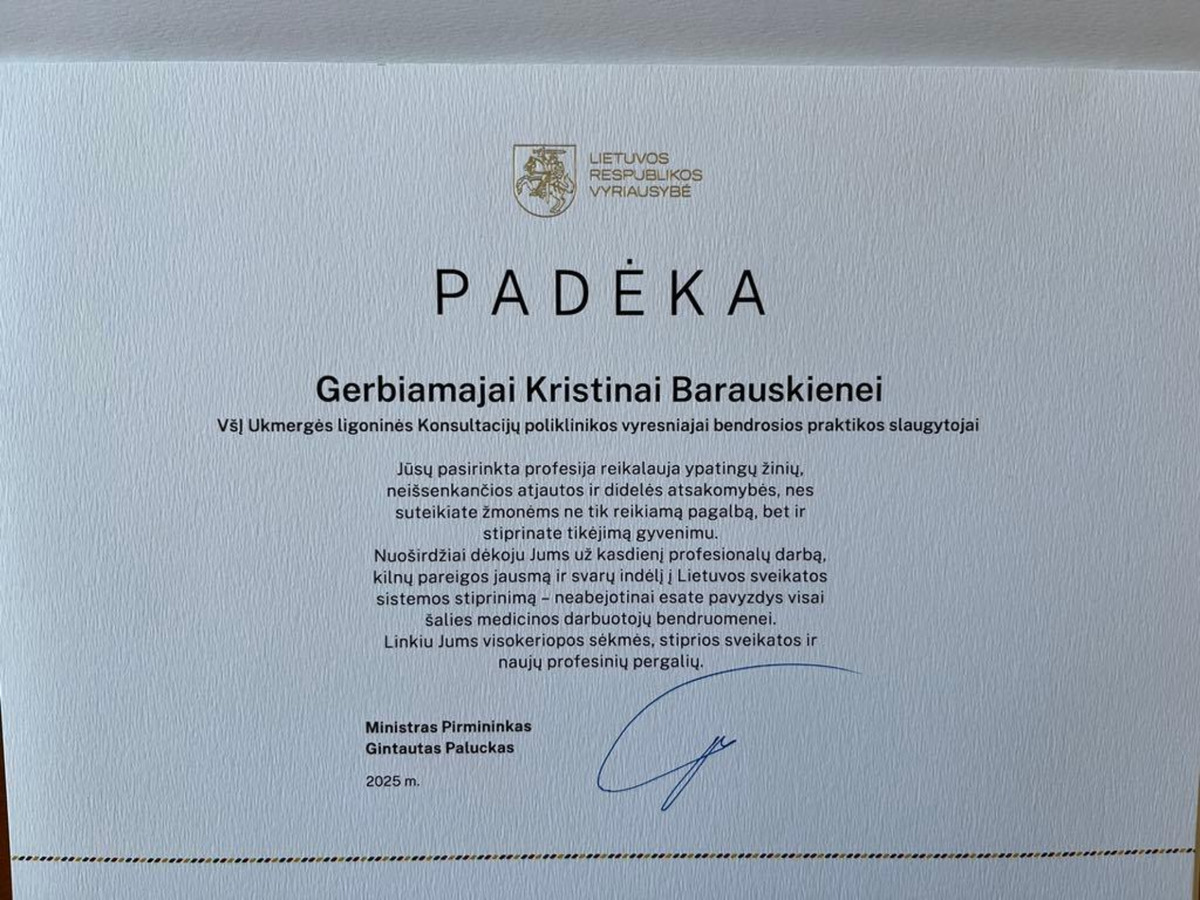 LIETUVOS
RESPUBLIKOS
VYRIAUSYBĖ
PADĖKA
Gerbiamajai Kristinai Barauskienei
VšĮ Ukmergės ligoninės Konsultacijų poliklinikos vyresniajai bendrosios praktikos slaugytojai
Jūsų pasirinkta profesija reikalauja ypatingų žinių,
neišsenkančios atjautos ir didelės atsakomybės, nes
suteikiate žmonėms ne tik reikiamą pagalbą, bet ir
stiprinate tikėjimą gyvenimu.
Nuoširdžiai dėkoju Jums už kasdienį profesionalų darbą,
kilnų pareigos jausmą ir svarų indėlį į Lietuvos sveikatos
sistemos stiprinimą – neabejotinai esate pavyzdys visai
šalies medicinos darbuotojų bendruomenei.
Linkiu Jums visokeriopos sėkmės, stiprios sveikatos ir
naujų profesinių pergalių.
Ministras Pirmininkas
Gintautas Paluckas
2025 m.